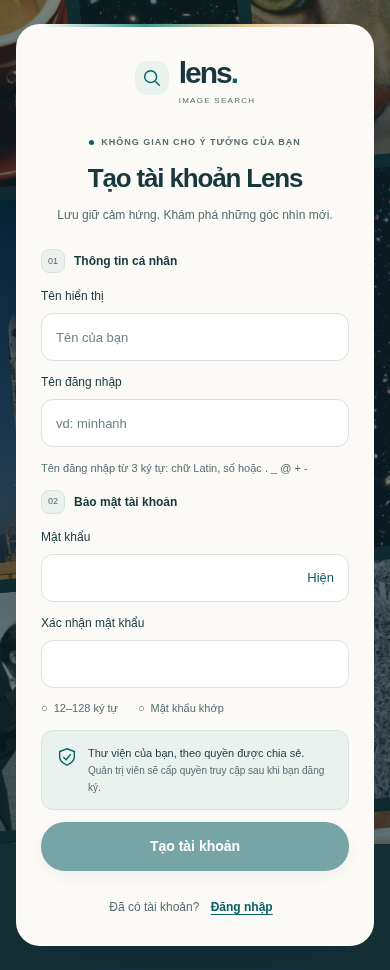 lens.
IMAGE SEARCH
KHÔNG GIAN CHO Ý TƯỞNG CỦA BẠN
Tạo tài khoản Lens
Lưu giữ cảm hứng. Khám phá những góc nhìn mới.
01 Thông tin cá nhân
Tên hiển thị
Tên của bạn
Tên đăng nhập
vd: minhanh
Tên đăng nhập từ 3 ký tự: chữ Latin, số hoặc . _ @ + -
02 Bảo mật tài khoản
Mật khẩu
Hiện
Xác nhận mật khẩu
12–128 ký tự Mật khẩu khớp
Thư viện của bạn, theo quyền được chia sẻ.
Quản trị viên sẽ cấp quyền truy cập sau khi bạn đăng
ký.
Tạo tài khoản
Đã có tài khoản? Đăng nhập